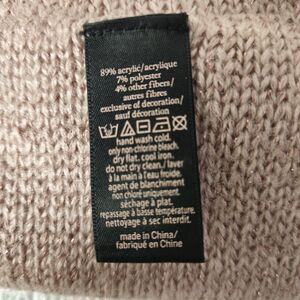 89% acrylic/acrylique
7% polyester
4% other fibers/
autres fibres
exclusive of decoration/
sauf décoration
hand wash cold.
only non-chlorine bleach.
dry flat. cool iron.
do not dry clean./laver
à la main à l'eau froide.
agent de blanchiment
non chloré uniquement.
séchage à plat.
repassage à basse température.
nettoyage à sec interdit.
made in China/
fabriqué en Chine